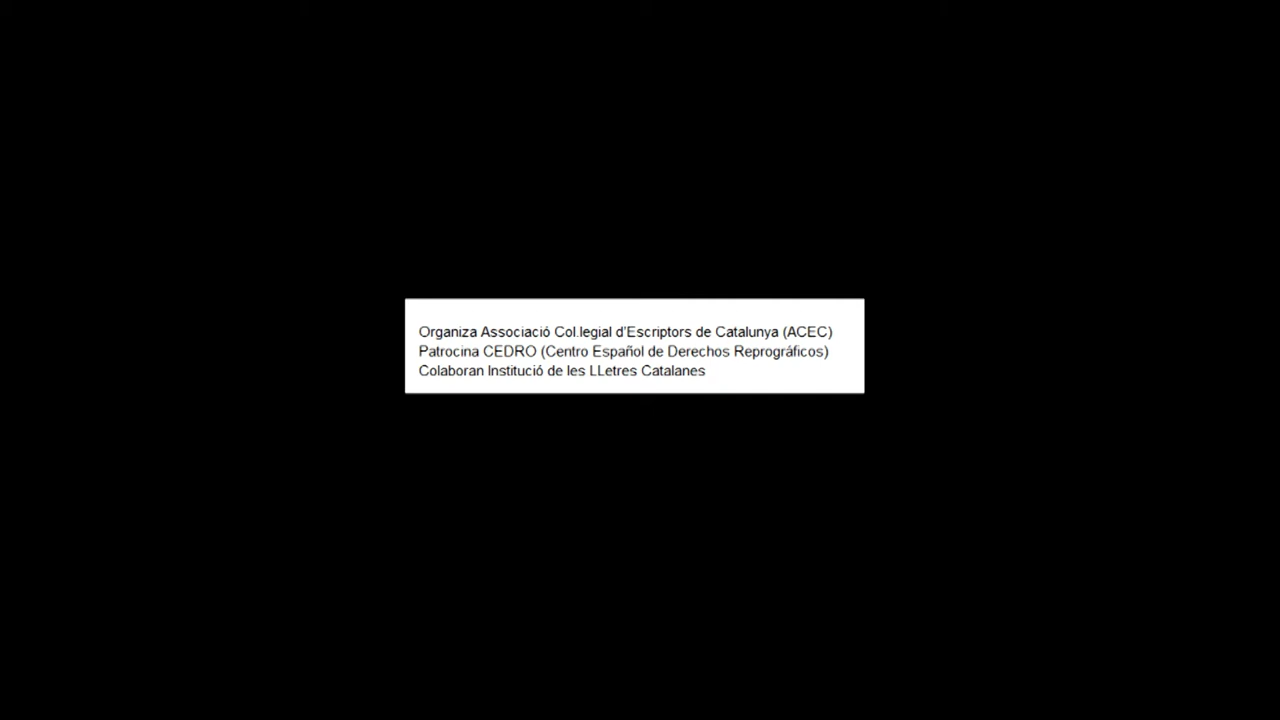 Organiza Associació Col.legial d'Escriptors de Catalunya (ACEC)
Patrocina CEDRO (Centro Español de Derechos Reprográficos)
Colaboran Institució de les LLetres Catalanes